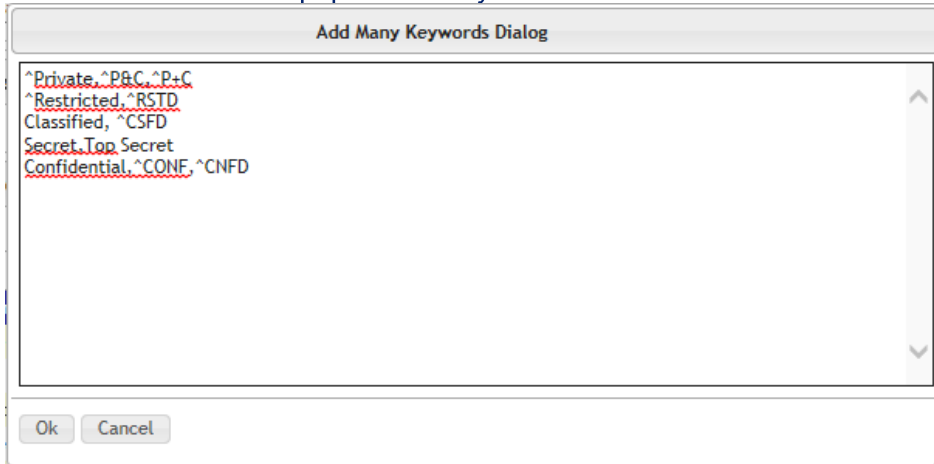 Add Many Keywords Dialog
^Private,^P&C,^P+C
^Restricted,^RSTD
Classified, ^CSFD
Secret,Top Secret
Confidential,^CONF,^CNFD
Ok Cancel